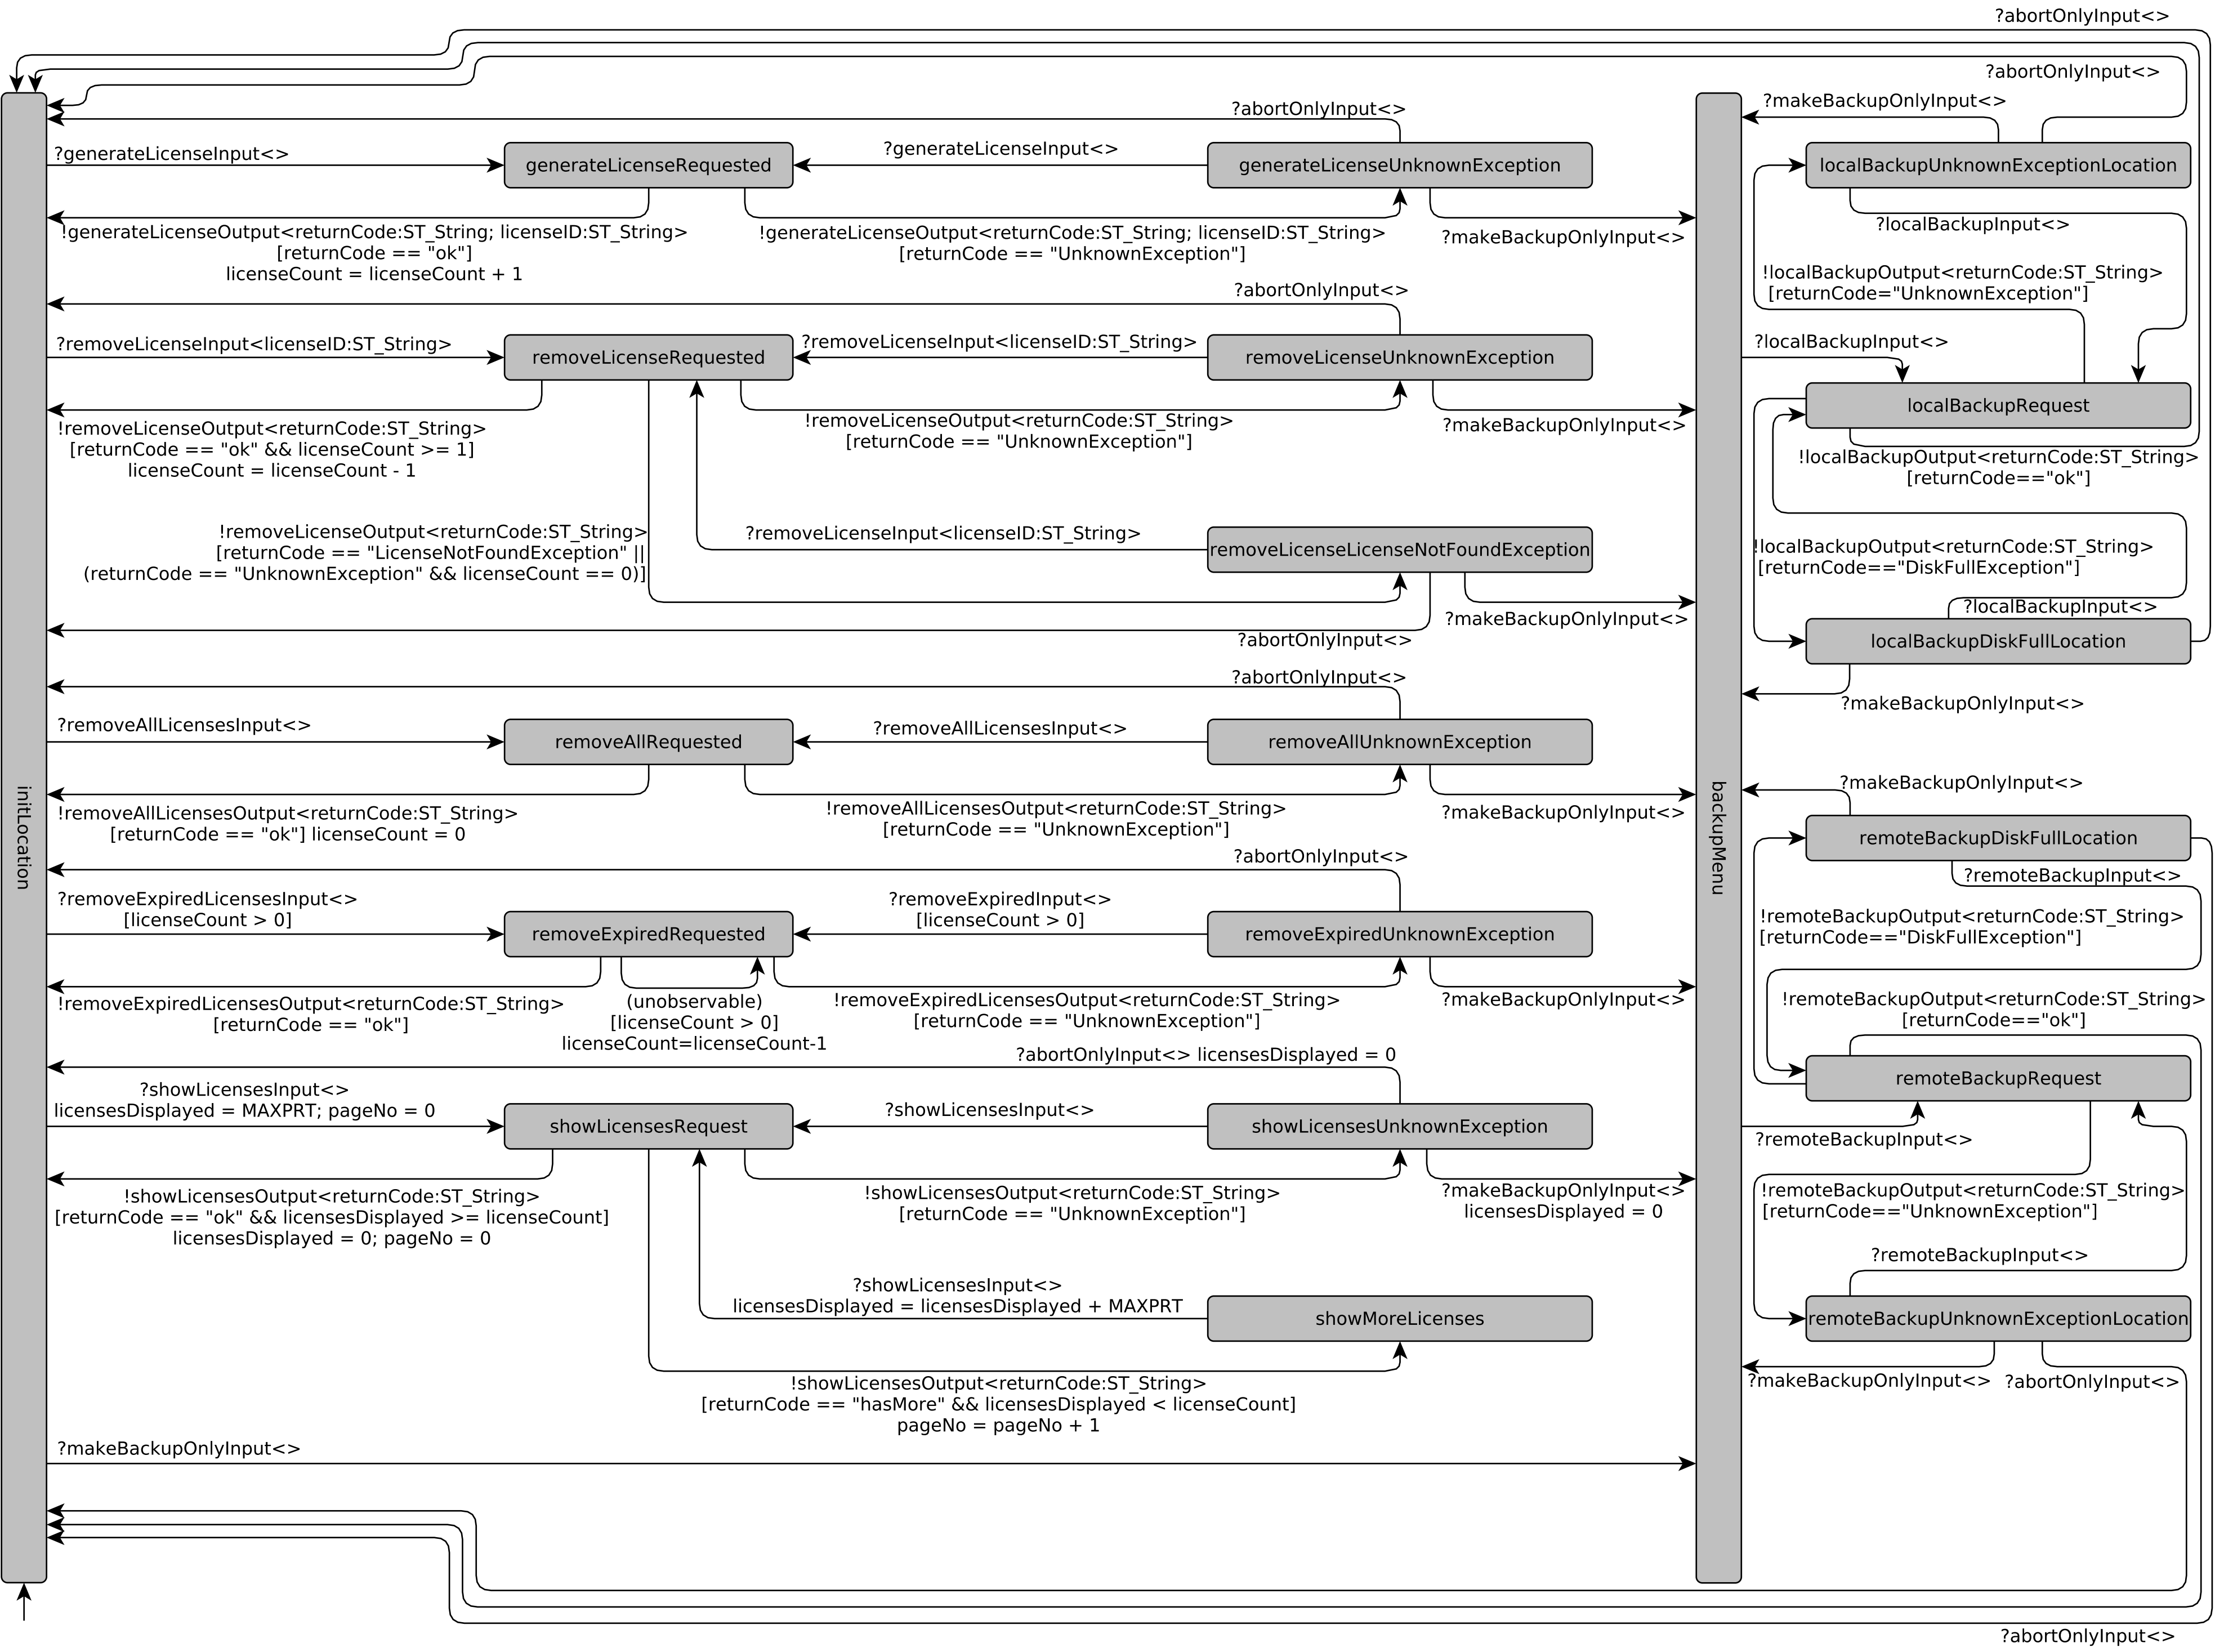 ?abortOnlyInput<>
?abortOnlyInput<>
?makeBackupOnlyInput<>
?abortOnlyInput<>
?generateLicenseInput<>
generateLicenseRequested
?generateLicenseInput<>
generateLicenseUnknownException
localBackupUnknownExceptionLocation
!generateLicenseOutput<returnCode:ST_String; licenseID:ST_String>
[returnCode == "ok"]
licenseCount = licenseCount + 1
!generateLicenseOutput<returnCode:ST_String; licenseID:ST_String>
[returnCode == "UnknownException"]
?makeBackupOnlyInput<>
?localBackupInput<>
!localBackupOutput<returnCode:ST_String>
[returnCode="UnknownException"]
?abortOnlyInput<>
?removeLicenseInput<licenseID:ST_String>
removeLicenseRequested
?removeLicenseInput<licenseID:ST_String>
removeLicenseUnknownException
?localBackupInput<>
localBackupRequest
!removeLicenseOutput<returnCode:ST_String>
[returnCode == "ok" && licenseCount >= 1]
licenseCount = licenseCount - 1
!removeLicenseOutput<returnCode:ST_String>
[returnCode == "UnknownException"]
?makeBackupOnlyInput<>
!localBackupOutput<returnCode:ST_String>
[returnCode=="ok"]
!removeLicenseOutput<returnCode:ST_String>
[returnCode == "LicenseNotFoundException" ||
(returnCode == "UnknownException" && licenseCount == 0)]
?removeLicenseInput<licenseID:ST_String>
removeLicenseLicenseNotFoundException
!localBackupOutput<returnCode:ST_String>
[returnCode=="DiskFullException"]
?localBackupInput<>
?makeBackupOnlyInput<>
?abortOnlyInput<>
localBackupDiskFullLocation
?makeBackupOnlyInput<>
?abortOnlyInput<>
?removeAllLicensesInput<>
removeAllRequested
?removeAllLicensesInput<>
removeAllUnknownException
!removeAllLicensesOutput<returnCode:ST_String>
[returnCode == "ok"] licenseCount = 0
!removeAllLicensesOutput<returnCode:ST_String>
[returnCode == "UnknownException"]
?makeBackupOnlyInput<>
initLocation
backupMenu
?makeBackupOnlyInput<>
remoteBackupDiskFullLocation
?remoteBackupInput<>
?abortOnlyInput<>
?removeExpiredLicensesInput<>
[licenseCount > 0]
removeExpiredRequested
?removeExpiredInput<>
[licenseCount > 0]
removeExpiredUnknownException
!remoteBackupOutput<returnCode:ST_String>
[returnCode=="DiskFullException"]
!removeExpiredLicensesOutput<returnCode:ST_String>
[returnCode == "ok"]
(unobservable)
[licenseCount > 0]
licenseCount=licenseCount-1
!removeExpiredLicensesOutput<returnCode:ST_String>
[returnCode == "UnknownException"]
?makeBackupOnlyInput<>
!remoteBackupOutput<returnCode:ST_String>
[returnCode=="ok"]
?abortOnlyInput<> licensesDisplayed = 0
?showLicensesInput<>
licensesDisplayed = MAXPRT; pageNo = 0
showLicensesRequest
?showLicensesInput<>
showLicensesUnknownException
remoteBackupRequest
?remoteBackupInput<>
!showLicensesOutput<returnCode:ST_String>
[returnCode == "ok" && licensesDisplayed >= licenseCount]
licensesDisplayed = 0; pageNo = 0
!showLicensesOutput<returnCode:ST_String>
[returnCode == "UnknownException"]
?makeBackupOnlyInput<>
licensesDisplayed = 0
!remoteBackupOutput<returnCode:ST_String>
[returnCode=="UnknownException"]
?remoteBackupInput<>
?showLicensesInput<>
licensesDisplayed = licensesDisplayed + MAXPRT
showMoreLicenses
remoteBackupUnknownExceptionLocation
!showLicensesOutput<returnCode:ST_String>
[returnCode == "hasMore" && licensesDisplayed < licenseCount]
pageNo = pageNo + 1
?makeBackupOnlyInput<>
?abortOnlyInput<>
?makeBackupOnlyInput<>
?abortOnlyInput<>